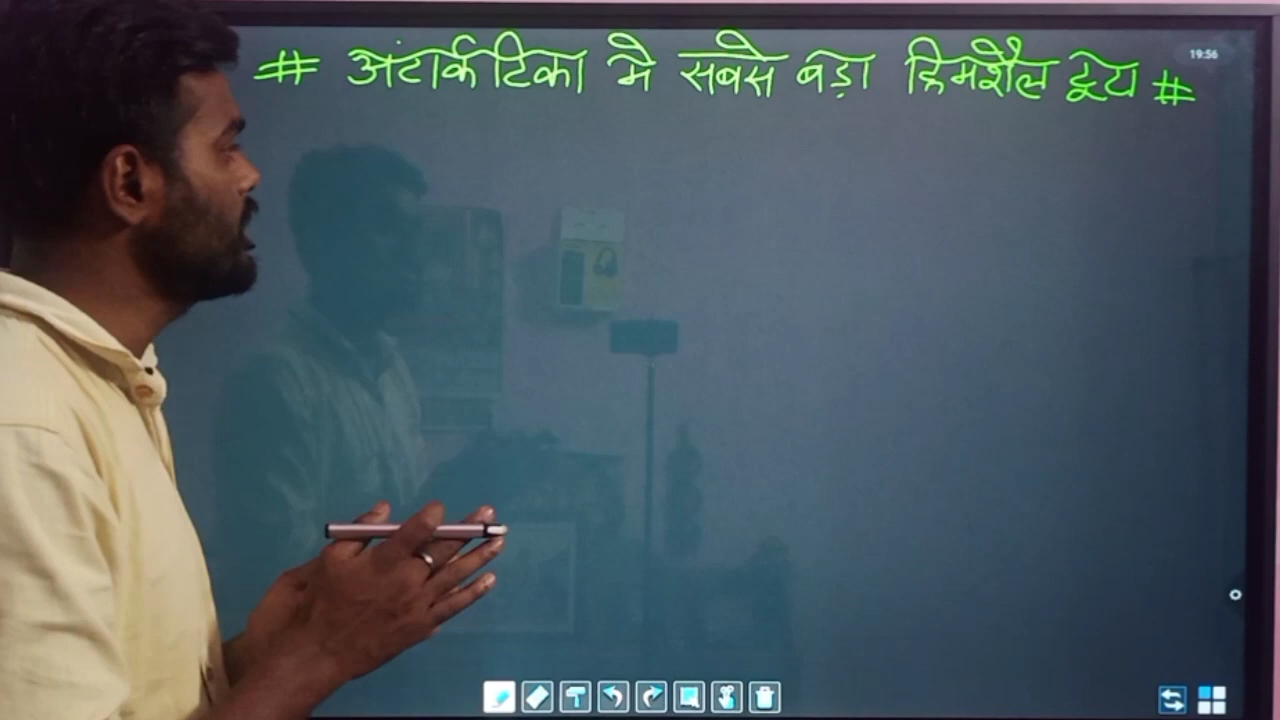 # अंटार्कटिका मे सबसे बड़ा हिमशैल टूटा #
19:56